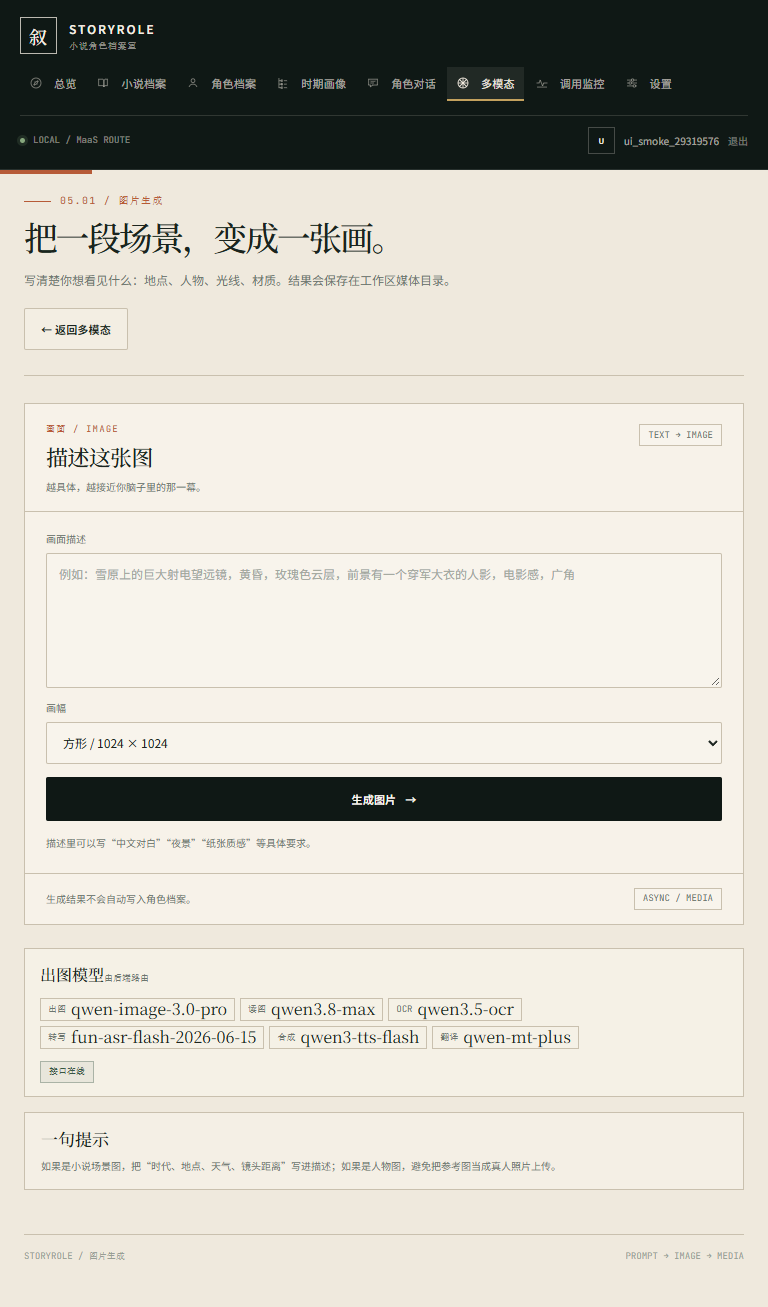 叙
STORYROLE
小说角色档案室
总览 小说档案 角色档案 时期画像 角色对话 多模态 调用监控 设置
LOCAL / MaaS ROUTE
U ui_smoke_29319576 退出
05.01 / 图片生成
把一段场景，变成一张画。
写清楚你想看见什么：地点、人物、光线、材质。结果会保存在工作区媒体目录。
← 返回多模态
画面 / IMAGE
TEXT → IMAGE
描述这张图
越具体，越接近你脑子里的那一幕。
画面描述
例如：雪原上的巨大射电望远镜，黄昏，玫瑰色云层，前景有一个穿军大衣的人影，电影感，广角
画幅
方形 / 1024 × 1024
生成图片 →
描述里可以写“中文对白”“夜景”“纸张质感”等具体要求。
生成结果不会自动写入角色档案。
ASYNC / MEDIA
出图模型由后端路由
出图 qwen-image-3.0-pro 读图 qwen3.8-max OCR qwen3.5-ocr
转写 fun-asr-flash-2026-06-15 合成 qwen3-tts-flash 翻译 qwen-mt-plus
接口在线
一句提示
如果是小说场景图，把“时代、地点、天气、镜头距离”写进描述；如果是人物图，避免把参考图当成真人照片上传。
STORYROLE / 图片生成
PROMPT → IMAGE → MEDIA